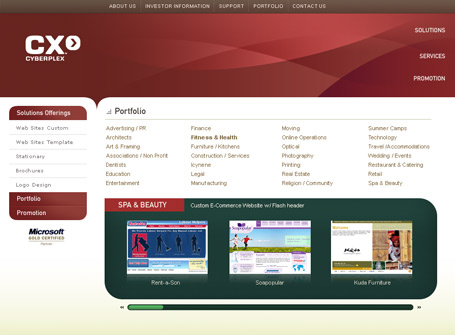 ABOUT US
INVESTOR INFORMATION
SUPPORT
PORTFOLIO
CONTACT US
CX
CYBERPLEX
SOLUTIONS
SERVICES
PROMOTION
Solutions Offerings
Web Sites Custom
Web Sites Template
Stationary
Brochures
Logo Design
Portfolio
Promotion
Microsoft
GOLD CERTIFIED
Partner
Portfolio
Advertising / PR
Architects
Art & Framing
Associations / Non Profit
Dentists
Education
Entertainment
Finance
Fitness & Health
Furniture / Kitchens
Construction / Services
Icynene
Legal
Manufacturing
Moving
Online Operations
Optical
Photography
Printing
Real Estate
Religion / Community
Summer Camps
Technology
Travel /Accommodations
Wedding / Events
Restaurant & Catering
Retail
Spa & Beauty
SPA & BEAUTY
Custom E-Commerce Website w/ Flash header
Rent-a-Son
Soapopular
Kuda Furniture